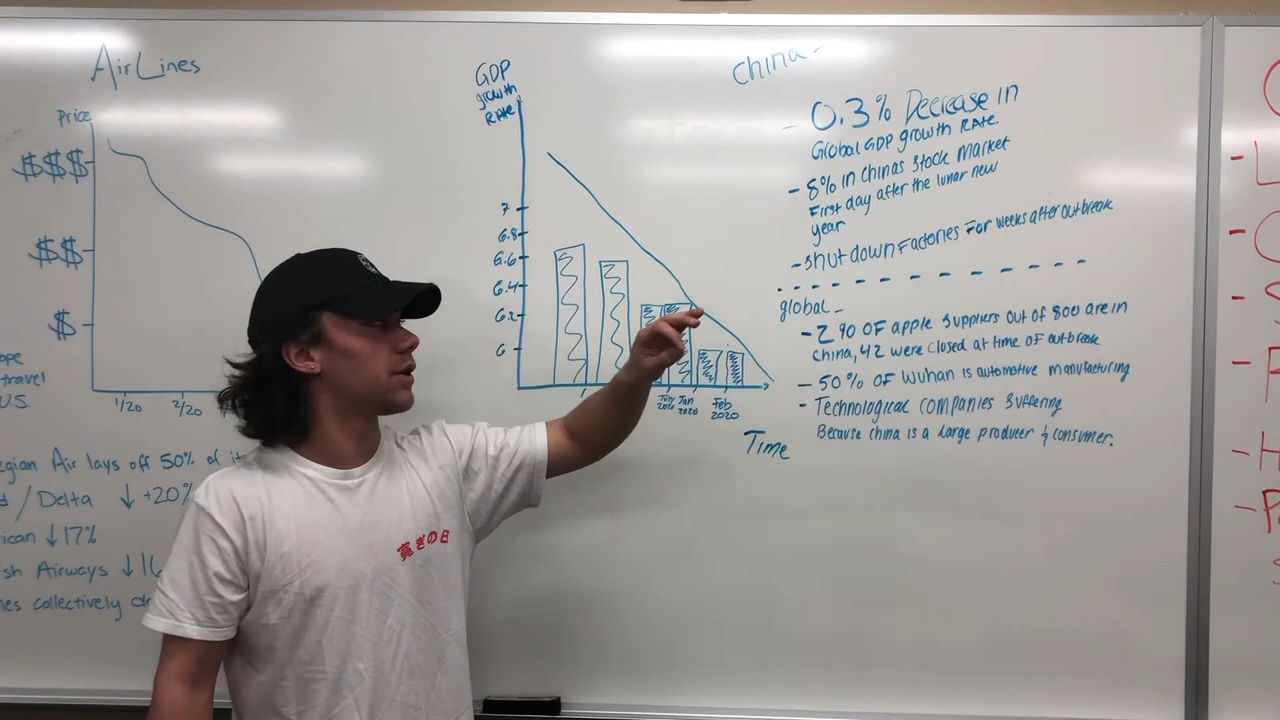 AirLines
Price
$$$
$$
$
1/20
2/20
ope
travel
U.S.
egian Air lays off 50% of
d / Delta ↓ +20%
ican ↓ 17%
sh Airways ↓
nes collectively
GDP
growth
RATE
7
6.8
6.6
6.4
6.2
6
Jan
2020
Feb
2020
Time
China -
- 0.3% Decrease in
Global GDP growth RATE.
- 8% in Chinas Stock Market
First day after the lunar new
year
- Shut down Factories For weeks after outbreak
global -
- 290 OF apple suppliers out of 800 are in
China, 42 were closed at time of outbreak
- 50% OF Wuhan is automotive manufacturing
- Technological companies suffering
Because China is a large producer & consumer.
寛ぎの日